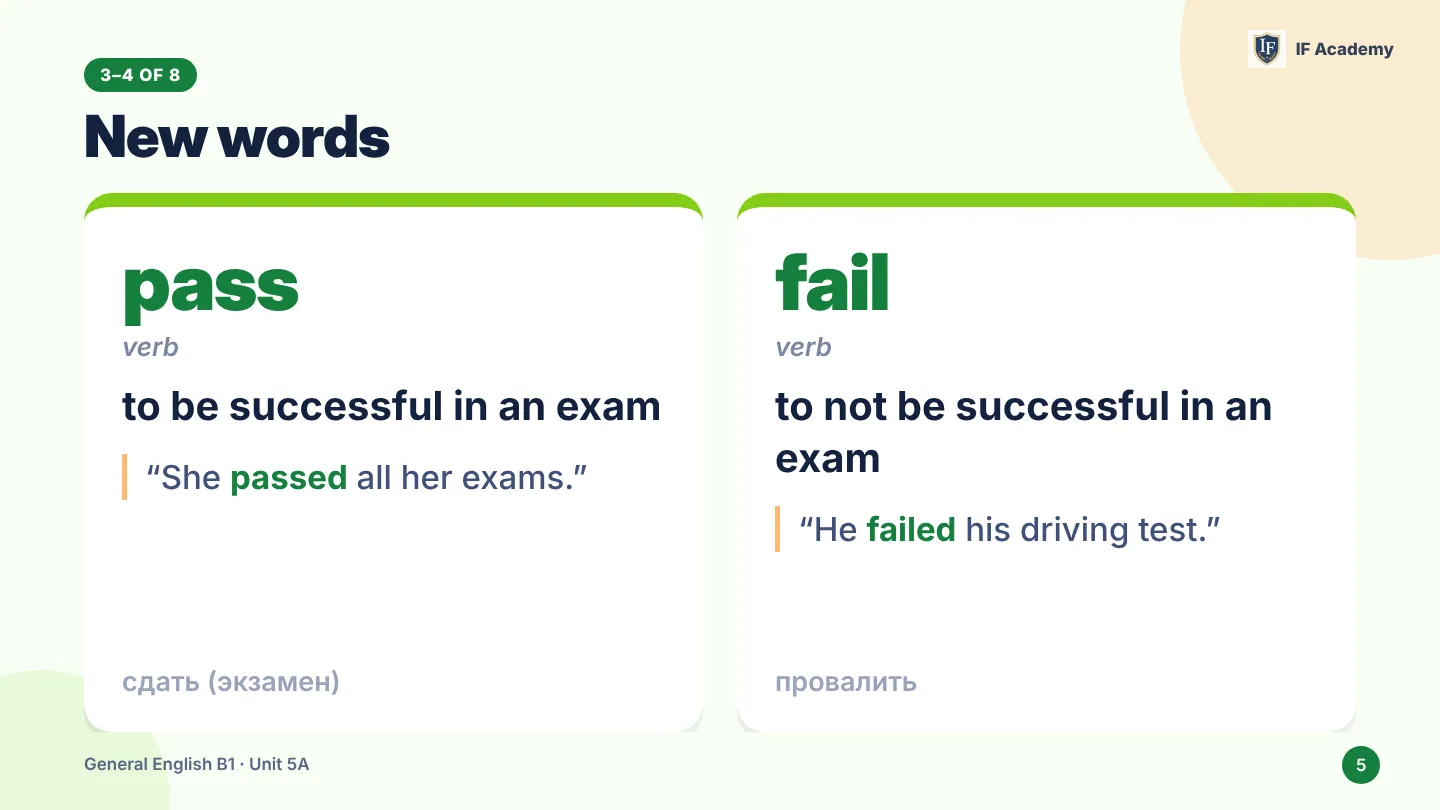 IF
IF Academy
3–4 OF 8
New words
pass
verb
to be successful in an exam
“She passed all her exams.”
сдать (экзамен)
fail
verb
to not be successful in an
exam
“He failed his driving test.”
провалить
General English B1 · Unit 5A
5